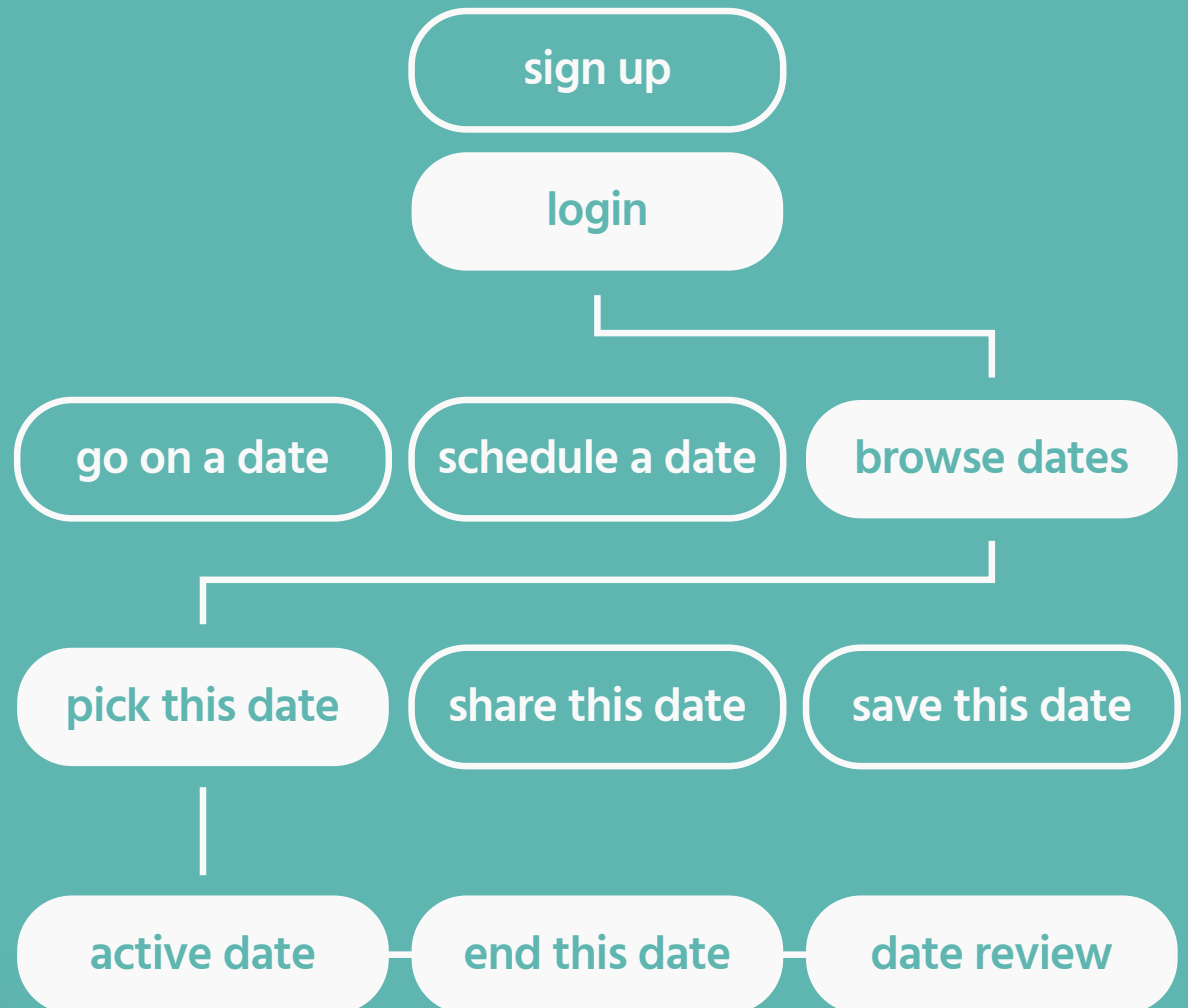 sign up
login
go on a date
schedule a date
browse dates
pick this date
share this date
save this date
active date
end this date
date review